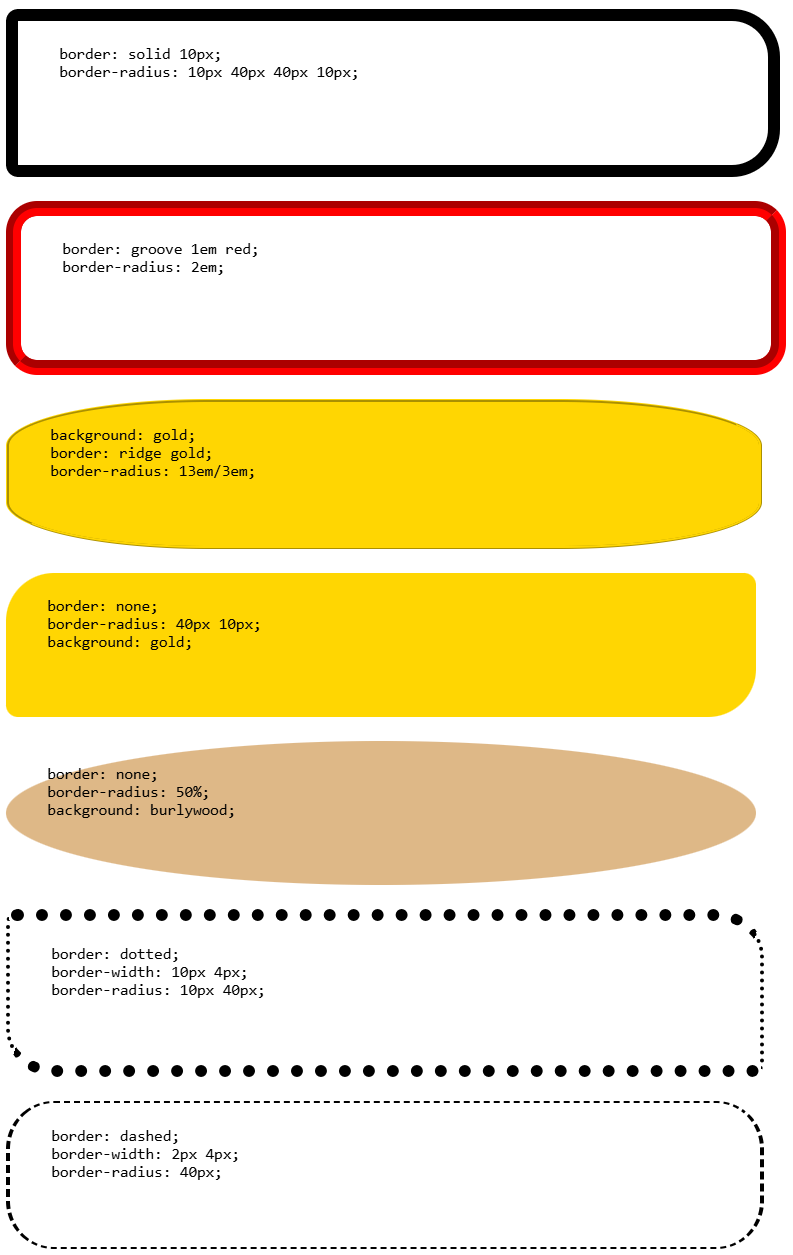 border: solid 10px;
border-radius: 10px 40px 40px 10px;
border: groove 1em red;
border-radius: 2em;
background: gold;
border: ridge gold;
border-radius: 13em/3em;
border: none;
border-radius: 40px 10px;
background: gold;
border: none;
border-radius: 50%;
background: burlywood;
border: dotted;
border-width: 10px 4px;
border-radius: 10px 40px;
border: dashed;
border-width: 2px 4px;
border-radius: 40px;